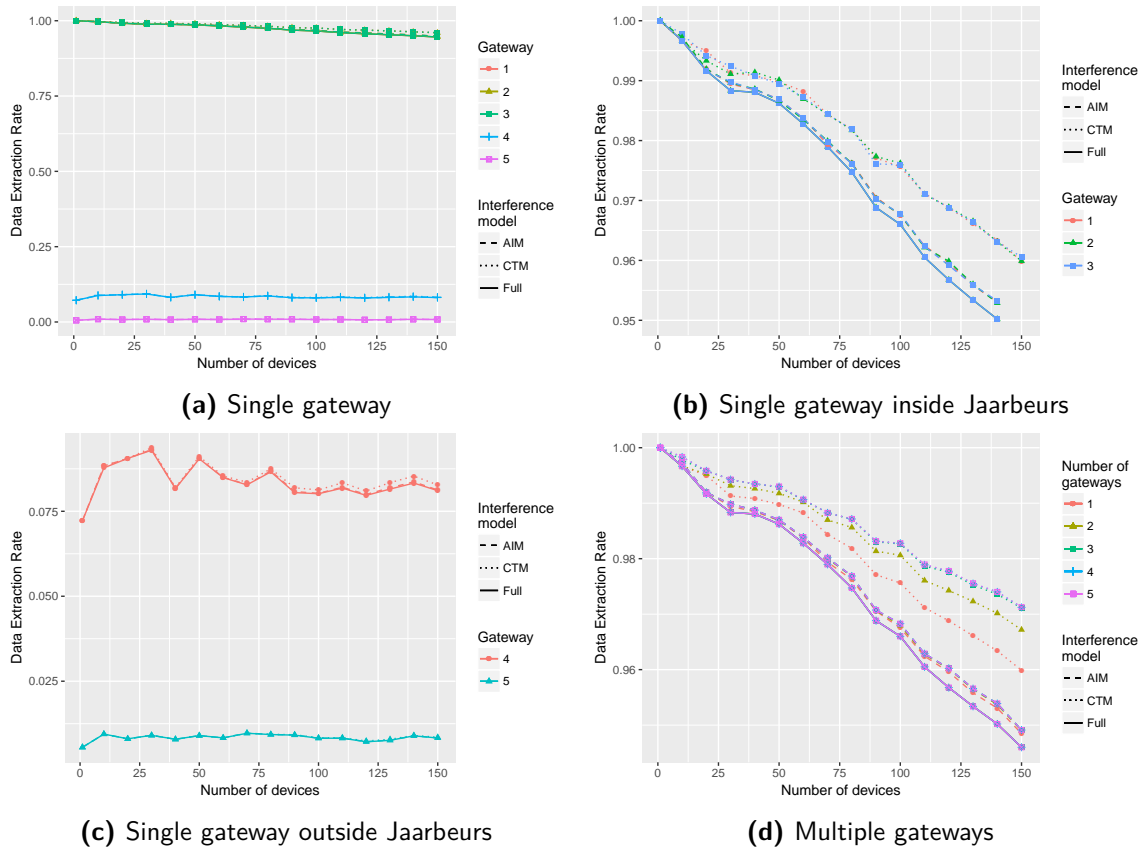 1.00
0.75
0.50
0.25
0.00
Data Extraction Rate
0 25 50 75 100 125 150
Number of devices
Gateway
1
2
3
4
5
Interference
model
AIM
CTM
Full
(a) Single gateway
1.00
0.99
0.98
0.97
0.96
0.95
Data Extraction Rate
0 25 50 75 100 125 150
Number of devices
Interference
model
AIM
CTM
Full
Gateway
1
2
3
(b) Single gateway inside Jaarbeurs
0.075
0.050
0.025
Data Extraction Rate
0 25 50 75 100 125 150
Number of devices
Interference
model
AIM
CTM
Full
Gateway
4
5
(c) Single gateway outside Jaarbeurs
1.00
0.98
0.96
Data Extraction Rate
0 25 50 75 100 125 150
Number of devices
Number of
gateways
1
2
3
4
5
Interference
model
AIM
CTM
Full
(d) Multiple gateways